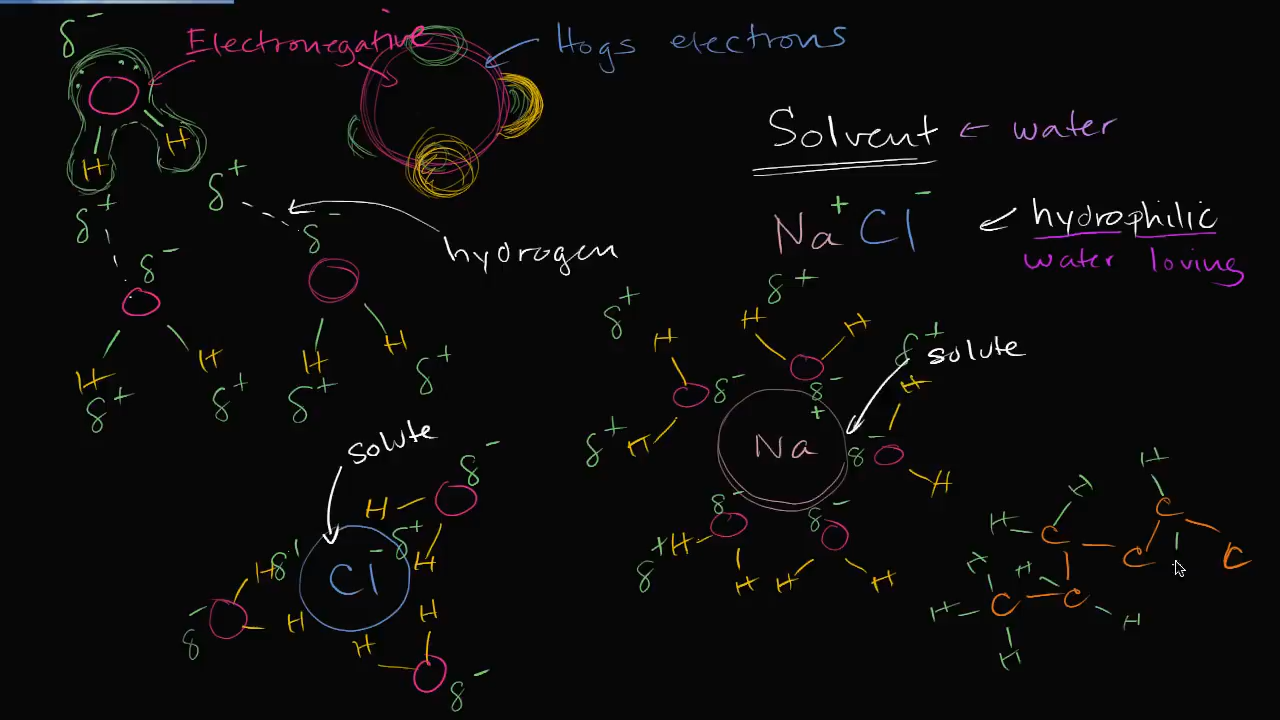 δ-
Electronegative
Hogs electrons
H H
Solvent ← water
δ+
δ+
δ-
hydrogen
Na+ Cl-
hydrophilic
water loving
δ-
H H
δ+ δ+
H H
δ+ δ+
δ+
δ+
H H
H
δ-
δ-
+
Na
δ+
solute
H
δ-
H
δ+ H
δ-
δ-
δ+ H
H
H H
solute
δ-
H
δ+
H
Cl-
H δ+
H
δ-
H
H
δ-
H
H
H
C
C
C
C
H
H
C
C
H
H
H